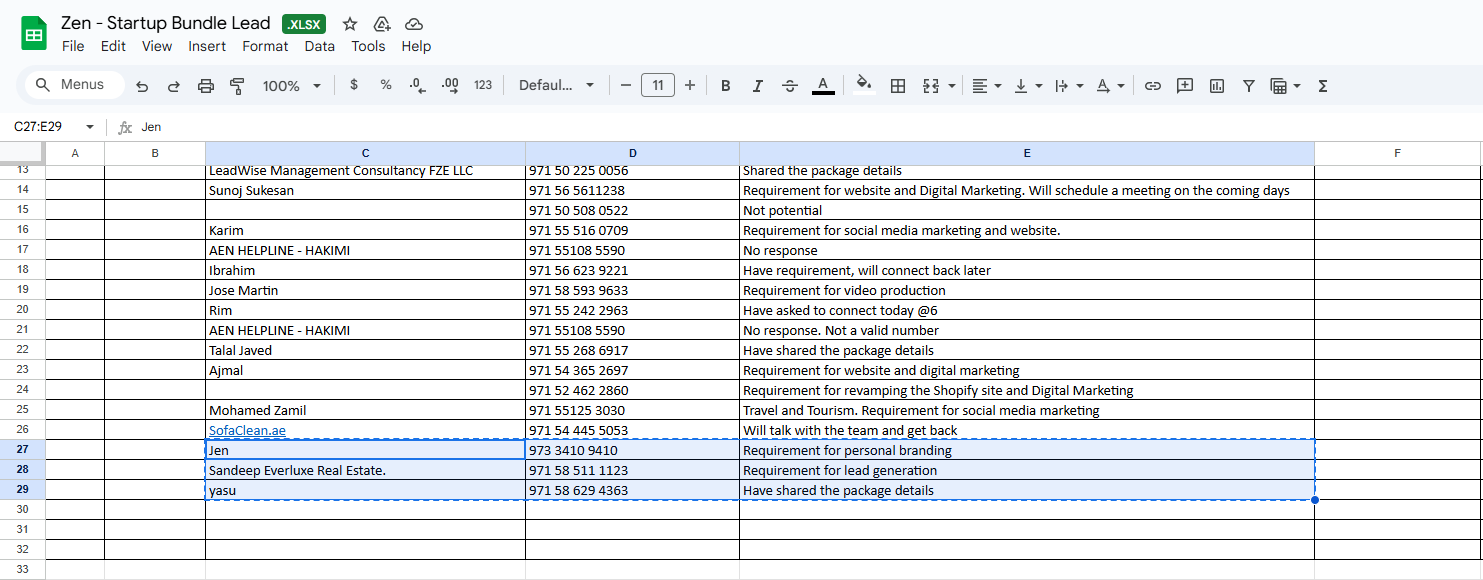 Zen - Startup Bundle Lead .XLSX
File Edit View Insert Format Data Tools Help
Menus 100% $ % .0 .00 123 Defaul... 11 B I A
C27:E29 fx Jen
A B C D E F
13 LeadWise Management Consultancy FZE LLC 971 50 225 0056 Shared the package details
14 Sunoj Sukesan 971 56 5611238 Requirement for website and Digital Marketing. Will schedule a meeting on the coming days
15 971 50 508 0522 Not potential
16 Karim 971 55 516 0709 Requirement for social media marketing and website.
17 AEN HELPLINE - HAKIMI 971 55108 5590 No response
18 Ibrahim 971 56 623 9221 Have requirement, will connect back later
19 Jose Martin 971 58 593 9633 Requirement for video production
20 Rim 971 55 242 2963 Have asked to connect today @6
21 AEN HELPLINE - HAKIMI 971 55108 5590 No response. Not a valid number
22 Talal Javed 971 55 268 6917 Have shared the package details
23 Ajmal 971 54 365 2697 Requirement for website and digital marketing
24 971 52 462 2860 Requirement for revamping the Shopify site and Digital Marketing
25 Mohamed Zamil 971 55125 3030 Travel and Tourism. Requirement for social media marketing
26 SofaClean.ae 971 54 445 5053 Will talk with the team and get back
27 Jen 973 3410 9410 Requirement for personal branding
28 Sandeep Everluxe Real Estate. 971 58 511 1123 Requirement for lead generation
29 yasu 971 58 629 4363 Have shared the package details
30
31
32
33